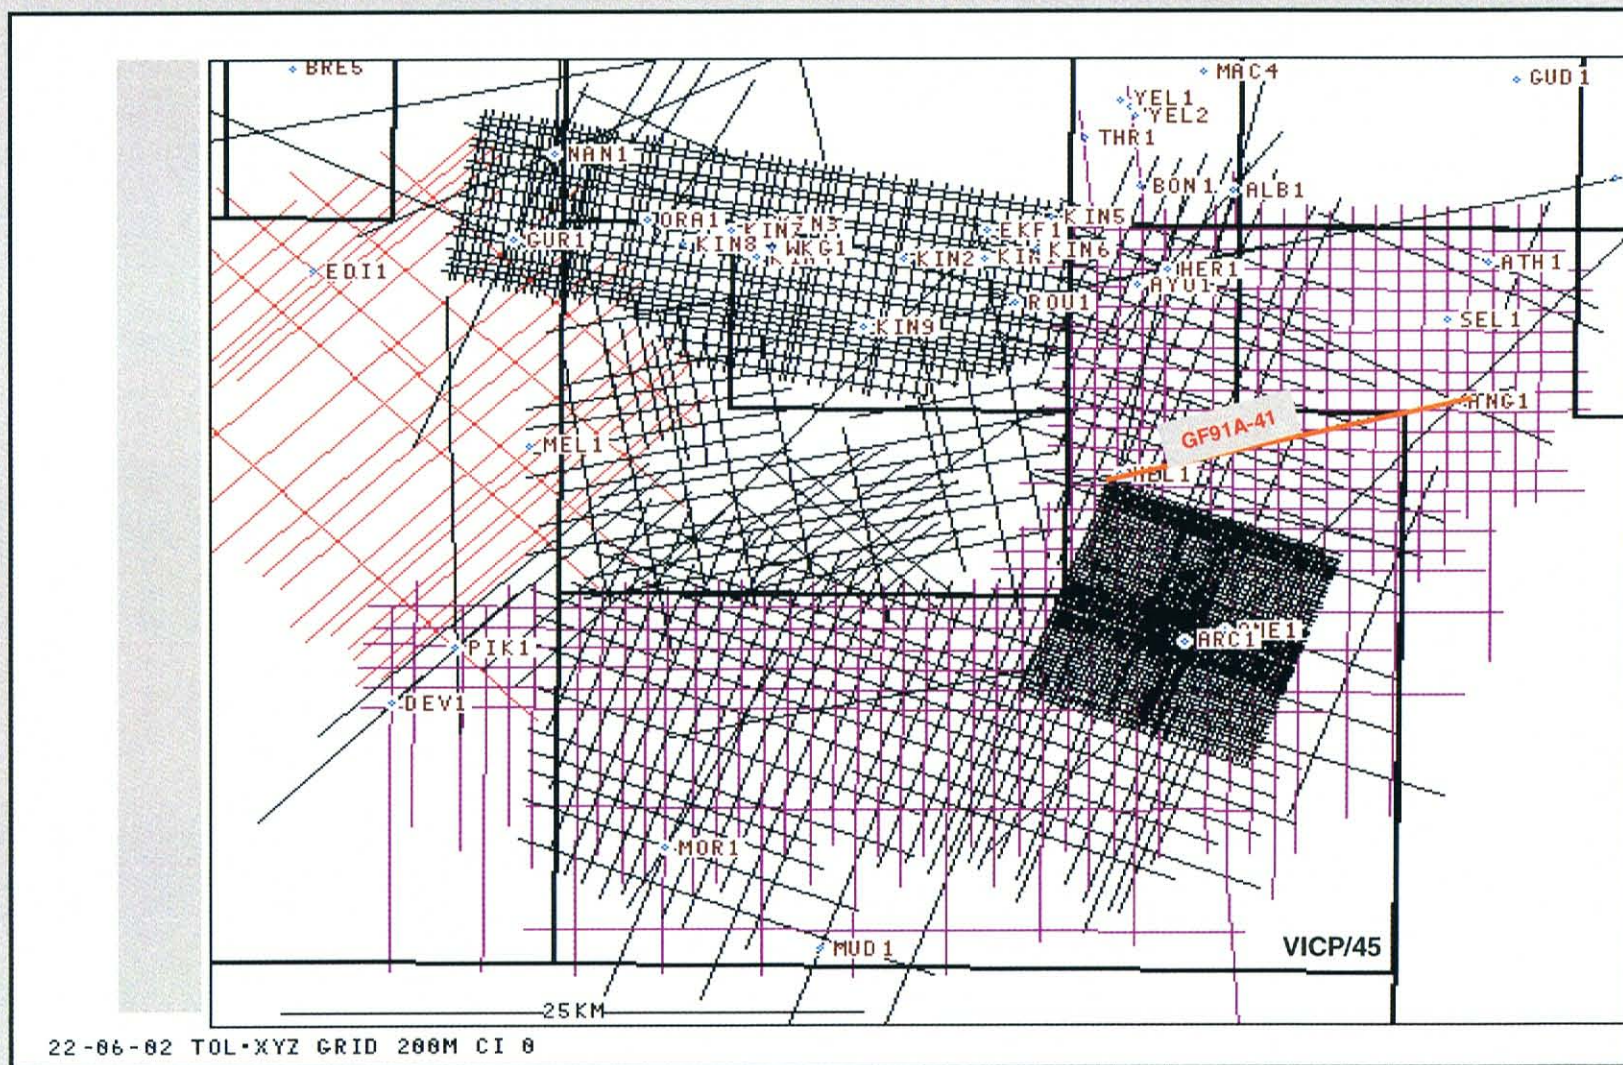 BRE5
MAC4
GUD1
YEL1
YEL2
THR1
NAN1
BON1
ALB1
ORA1
KIN5
EKF1
KIN8
WKG1
GUR1
KIN2
KIN6
ATH1
EDI1
HER1
AYU1
ROU1
SEL1
KIN9
ANG1
GF91A-41
MEL1
ARC1
PIK1
DEV1
MOR1
MUD1
VICP/45
25KM
22-06-02 TOL·XYZ GRID 200M CI 0